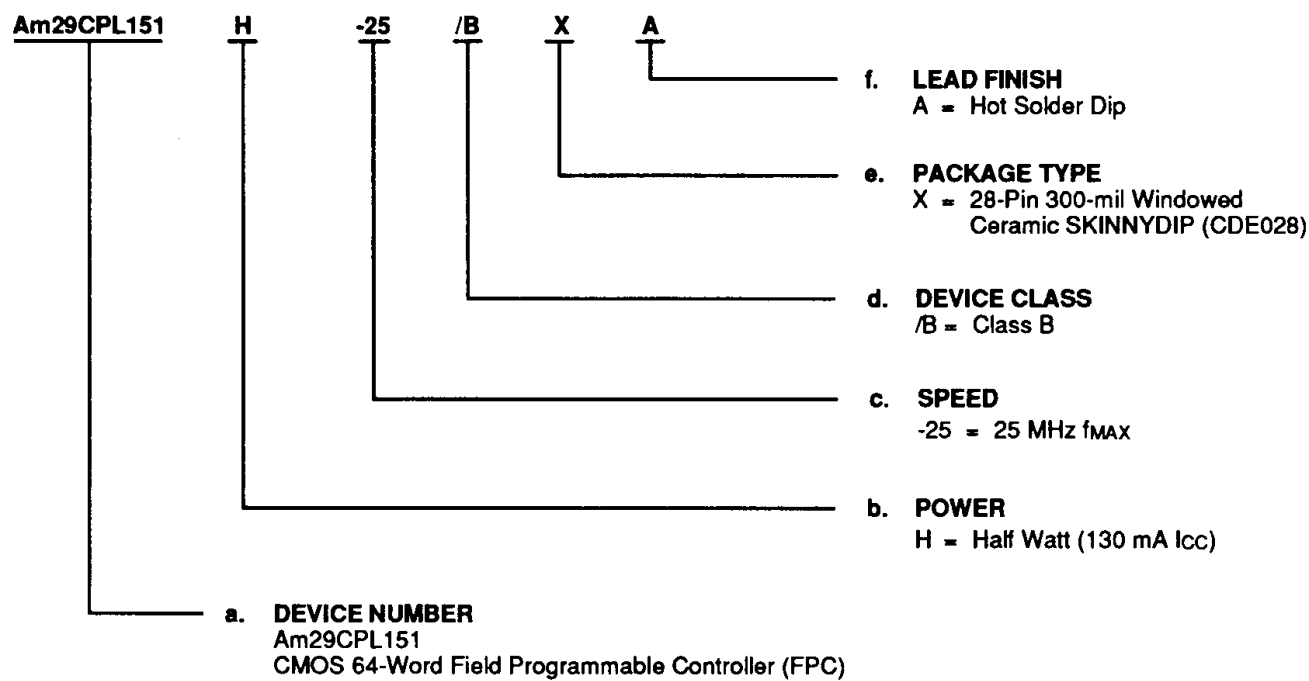 Am29CPL151 H -25 /B X A
f. LEAD FINISH
A = Hot Solder Dip
e. PACKAGE TYPE
X = 28-Pin 300-mil Windowed
Ceramic SKINNYDIP (CDE028)
d. DEVICE CLASS
/B = Class B
c. SPEED
-25 = 25 MHz fMAX
b. POWER
H = Half Watt (130 mA ICC)
a. DEVICE NUMBER
Am29CPL151
CMOS 64-Word Field Programmable Controller (FPC)